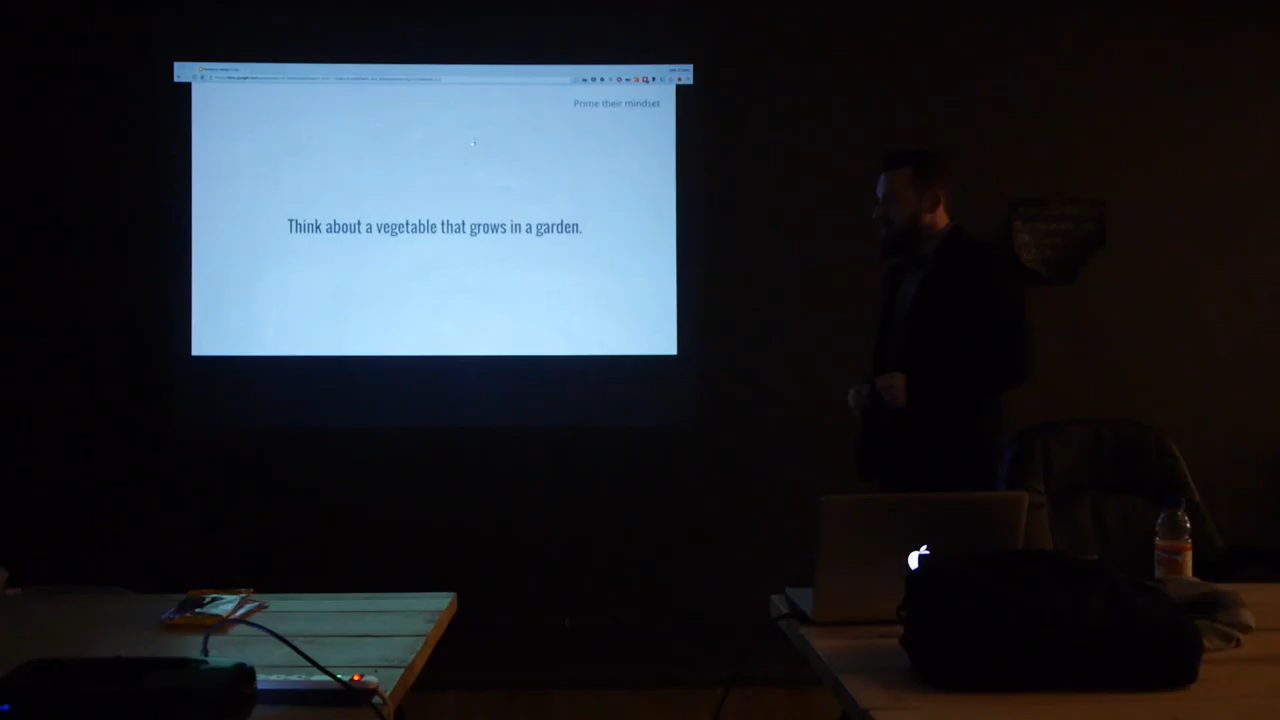 Prime their mindset
Think about a vegetable that grows in a garden.